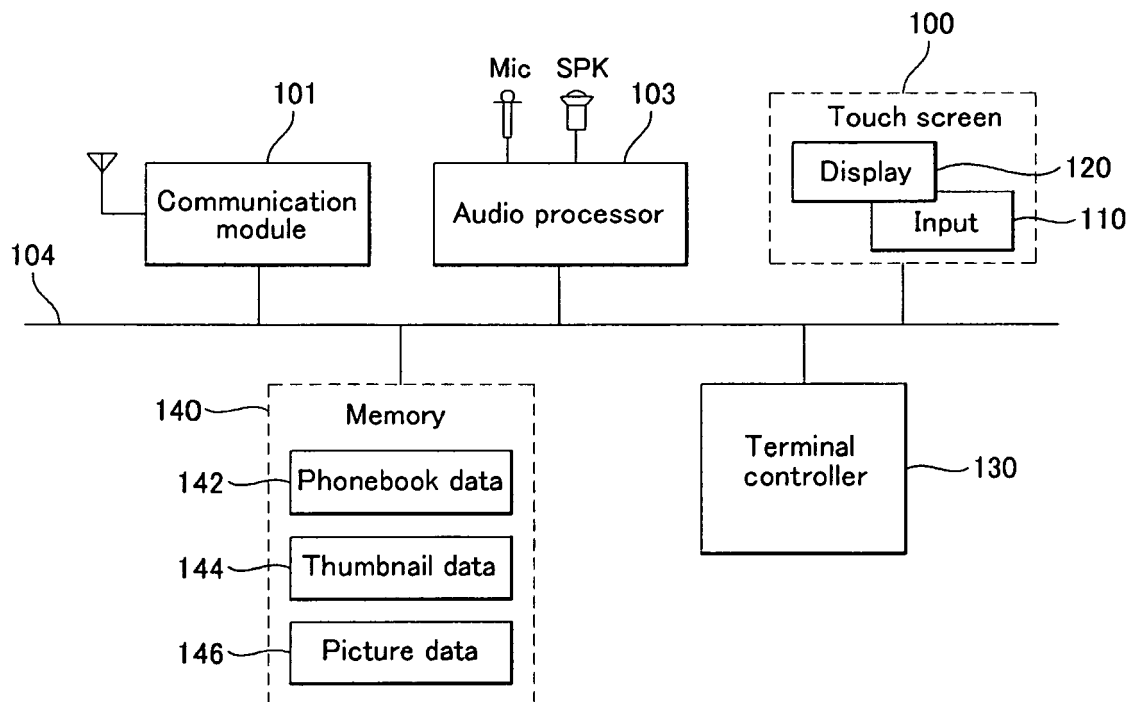 100
Mic SPK
101
103
Touch screen
Display
120
Communication
module
Audio processor
Input
110
104
140
Memory
Terminal
controller
130
142
Phonebook data
144
Thumbnail data
146
Picture data